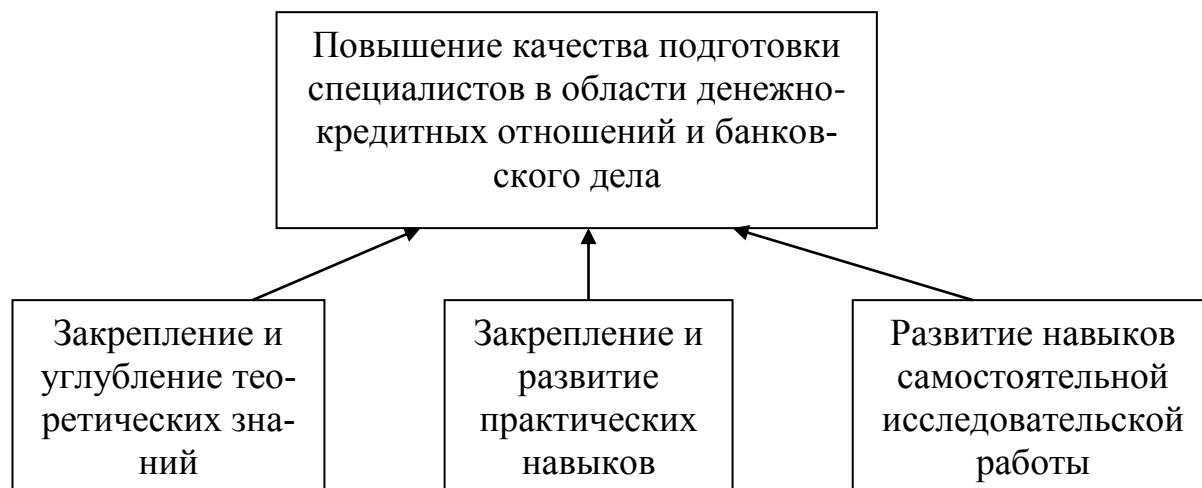 Повышение качества подготовки
специалистов в области денежно-
кредитных отношений и банков-
ского дела
Закрепление и
углубление тео-
ретических зна-
ний
Закрепление и
развитие
практических
навыков
Развитие навыков
самостоятельной
исследовательской
работы